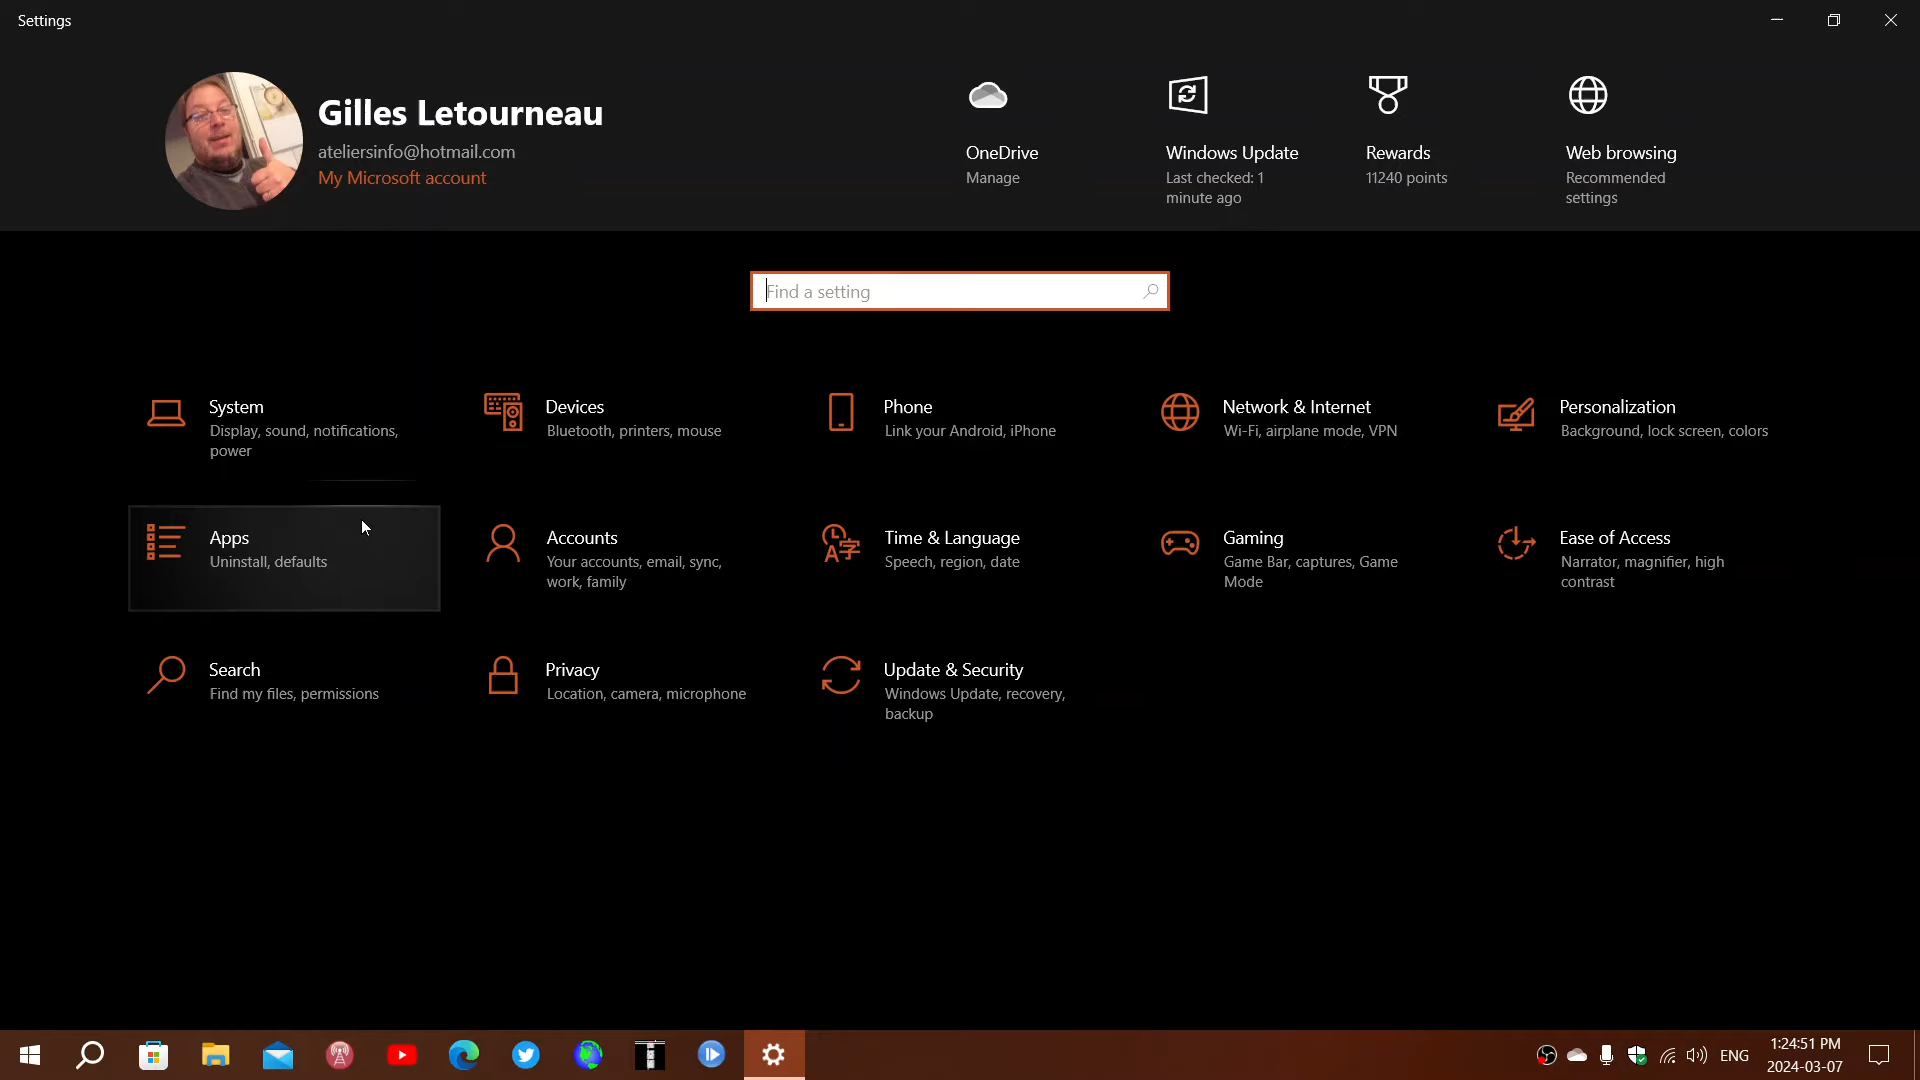 Settings
Gilles Letourneau
ateliersinfo@hotmail.com
My Microsoft account
OneDrive
Manage
Windows Update
Last checked: 1
minute ago
Rewards
11240 points
Web browsing
Recommended
settings
Find a setting
System
Display, sound, notifications,
power
Devices
Bluetooth, printers, mouse
Phone
Link your Android, iPhone
Network & Internet
Wi-Fi, airplane mode, VPN
Personalization
Background, lock screen, colors
Apps
Uninstall, defaults
Accounts
Your accounts, email, sync,
work, family
Time & Language
Speech, region, date
Gaming
Game Bar, captures, Game
Mode
Ease of Access
Narrator, magnifier, high
contrast
Search
Find my files, permissions
Privacy
Location, camera, microphone
Update & Security
Windows Update, recovery,
backup
ENG
1:24:51 PM
2024-03-07